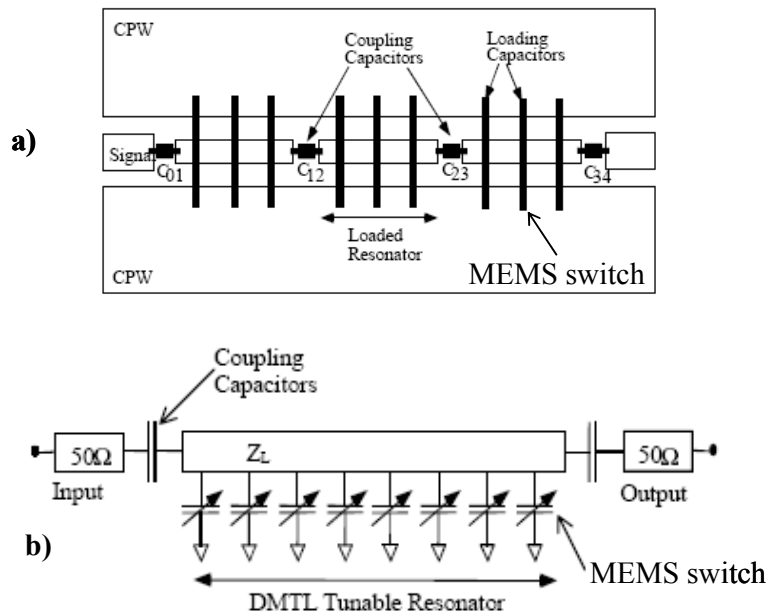 a)
CPW
Coupling
Capacitors
Loading
Capacitors
Signal
C01
C12
C23
C34
Loaded
Resonator
MEMS switch
CPW
b)
Coupling
Capacitors
50Ω
Input
ZL
50Ω
Output
MEMS switch
DMTL Tunable Resonator